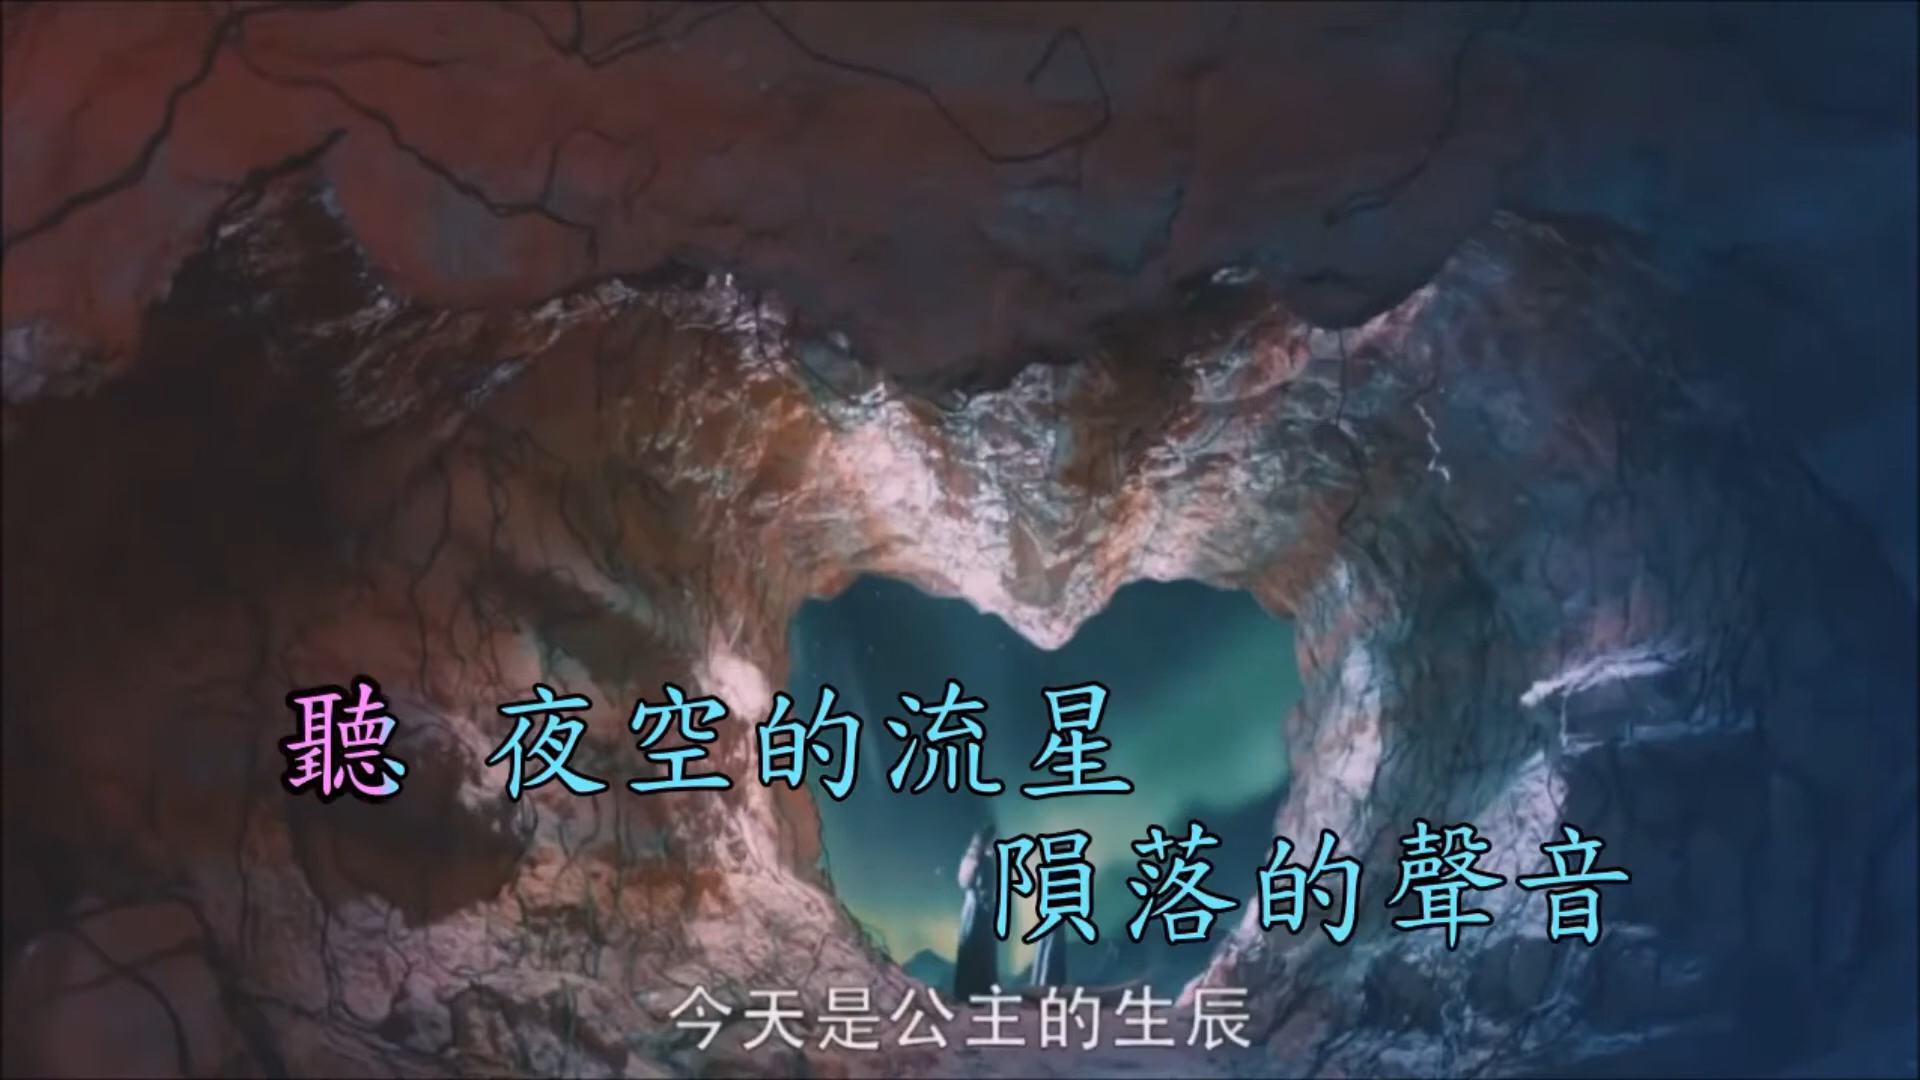 聽 夜空的流星
隕落的聲音
今天是公主的生辰